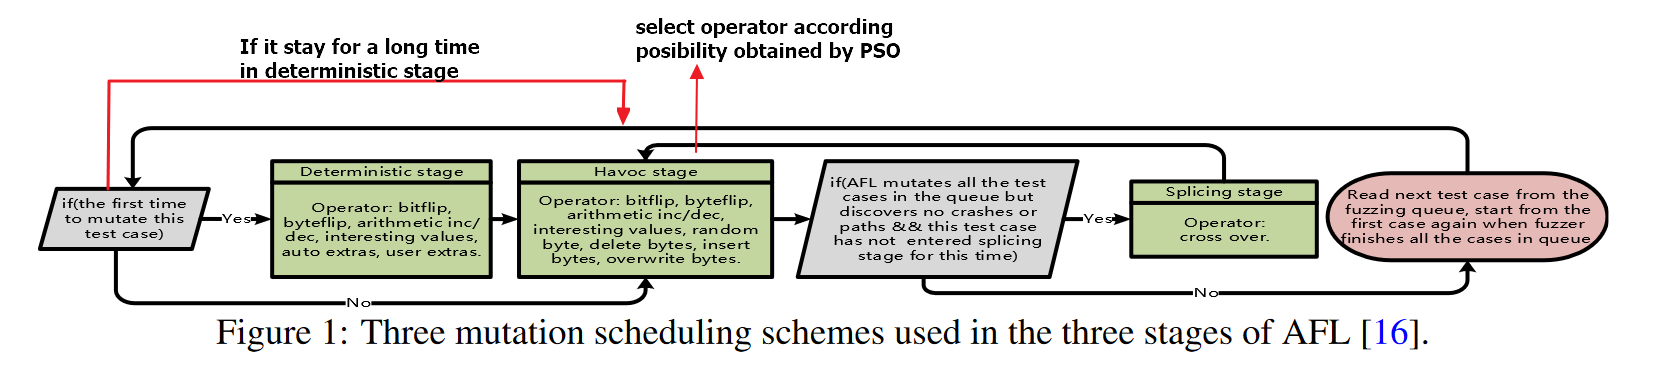 If it stay for a long time
in deterministic stage
select operator according
posibility obtained by PSO
if(the first time
to mutate this
test case)
Yes
No
Deterministic stage
Operator: bitflip,
byteflip, arithmetic inc/
dec, interesting values,
auto extras, user extras.
Havoc stage
Operator: bitflip, byteflip,
arithmetic inc/dec,
interesting values, random
byte, delete bytes, insert
bytes, overwrite bytes.
if(AFL mutates all the test
cases in the queue but
discovers no crashes or
paths && this test case
has not entered splicing
stage for this time)
Yes
No
Splicing stage
Operator:
cross over.
Read next test case from the
fuzzing queue, start from the
first case again when fuzzer
finishes all the cases in queue
Figure 1: Three mutation scheduling schemes used in the three stages of AFL [16].